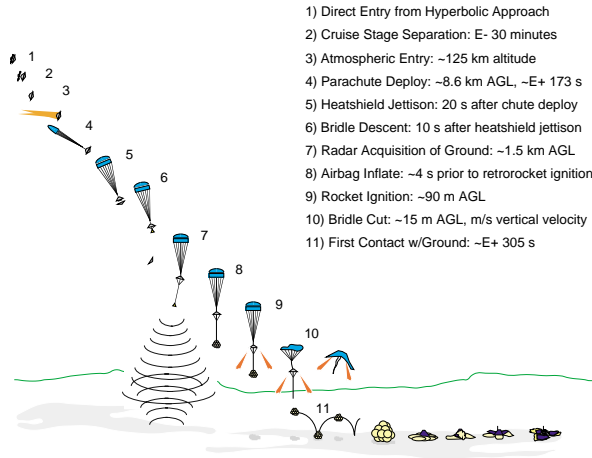 1) Direct Entry from Hyperbolic Approach
2) Cruise Stage Separation: E- 30 minutes
3) Atmospheric Entry: ~125 km altitude
4) Parachute Deploy: ~8.6 km AGL, ~E+ 173 s
5) Heatshield Jettison: 20 s after chute deploy
6) Bridle Descent: 10 s after heatshield jettison
7) Radar Acquisition of Ground: ~1.5 km AGL
8) Airbag Inflate: ~4 s prior to retrorocket ignition
9) Rocket Ignition: ~90 m AGL
10) Bridle Cut: ~15 m AGL, m/s vertical velocity
11) First Contact w/Ground: ~E+ 305 s
1
2
3
4
5
6
7
8
9
10
11